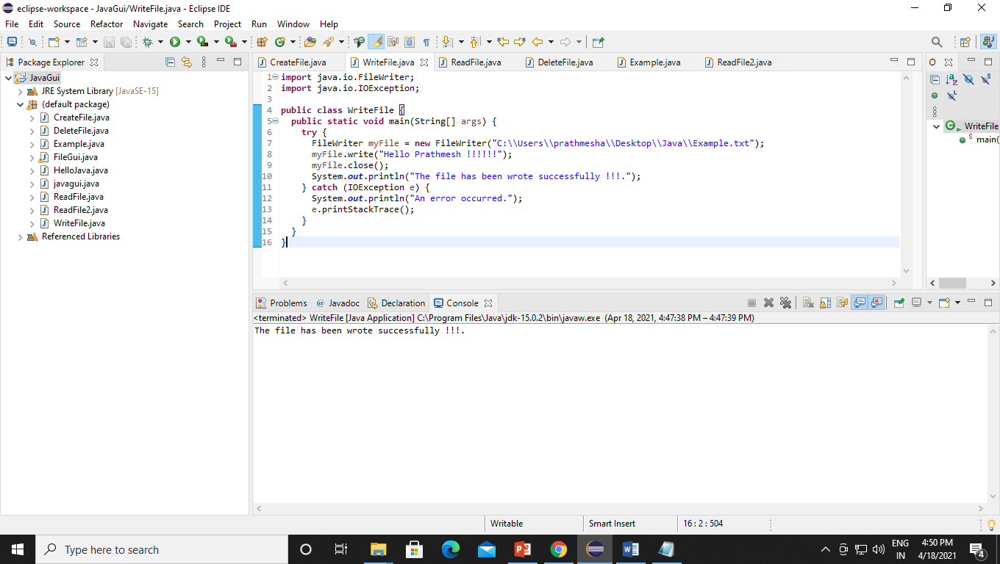 eclipse-workspace - JavaGui/WriteFile.java - Eclipse IDE
File Edit Source Refactor Navigate Search Project Run Window Help
Package Explorer
JavaGui
JRE System Library [JavaSE-15]
(default package)
CreateFile.java
DeleteFile.java
Example.java
FileGui.java
HelloJava.java
javagui.java
ReadFile.java
ReadFile2.java
WriteFile.java
Referenced Libraries
CreateFile.java WriteFile.java ReadFile.java DeleteFile.java Example.java ReadFile2.java
1 import java.io.FileWriter;
2 import java.io.IOException;
3
4 public class WriteFile {
5 public static void main(String[] args) {
6 try {
7 FileWriter myFile = new FileWriter("C:\\Users\\prathmesha\\Desktop\\Java\\Example.txt");
8 myFile.write("Hello Prathmesh !!!!!!");
9 myFile.close();
10 System.out.println("The file has been wrote successfully !!!.");
11 } catch (IOException e) {
12 System.out.println("An error occurred.");
13 e.printStackTrace();
14 }
15 }
16 }
O
WriteFile
main(
Problems @ Javadoc Declaration Console
<terminated> WriteFile [Java Application] C:\Program Files\Java\jdk-15.0.2\bin\javaw.exe (Apr 18, 2021, 4:47:38 PM – 4:47:39 PM)
The file has been wrote successfully !!!.
Writable Smart Insert 16 : 2 : 504
Type here to search
ENG
IN
4:50 PM
4/18/2021
4